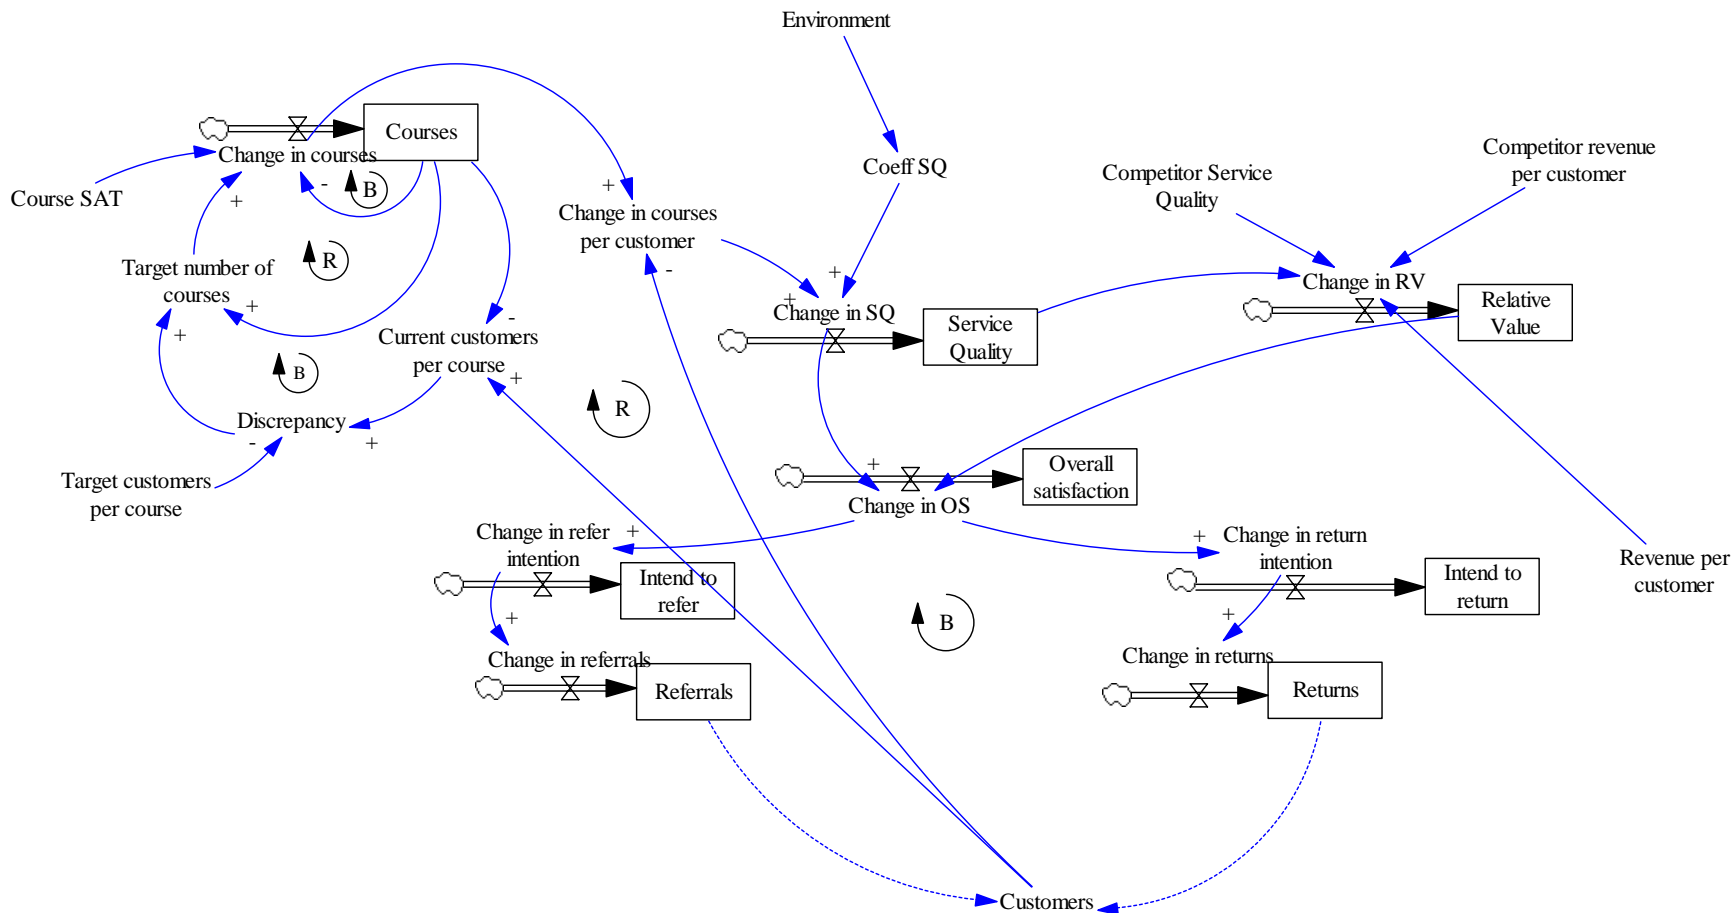 Environment
Courses
Change in courses
-
B
Course SAT
+
Coeff SQ
Competitor Service
Quality
Competitor revenue
per customer
+
Change in courses
per customer
-
R
Target number of
courses
+
+
+
+
Change in SQ
Change in RV
Service
Quality
Relative
Value
-
Current customers
per course
+
B
R
Discrepancy
-
+
Target customers
per course
+
Overall
satisfaction
Change in OS
Change in refer
intention
+
+
Change in return
intention
Intend to
refer
Intend to
return
Revenue per
customer
+
B
+
Change in referrals
Change in returns
Referrals
Returns
Customers